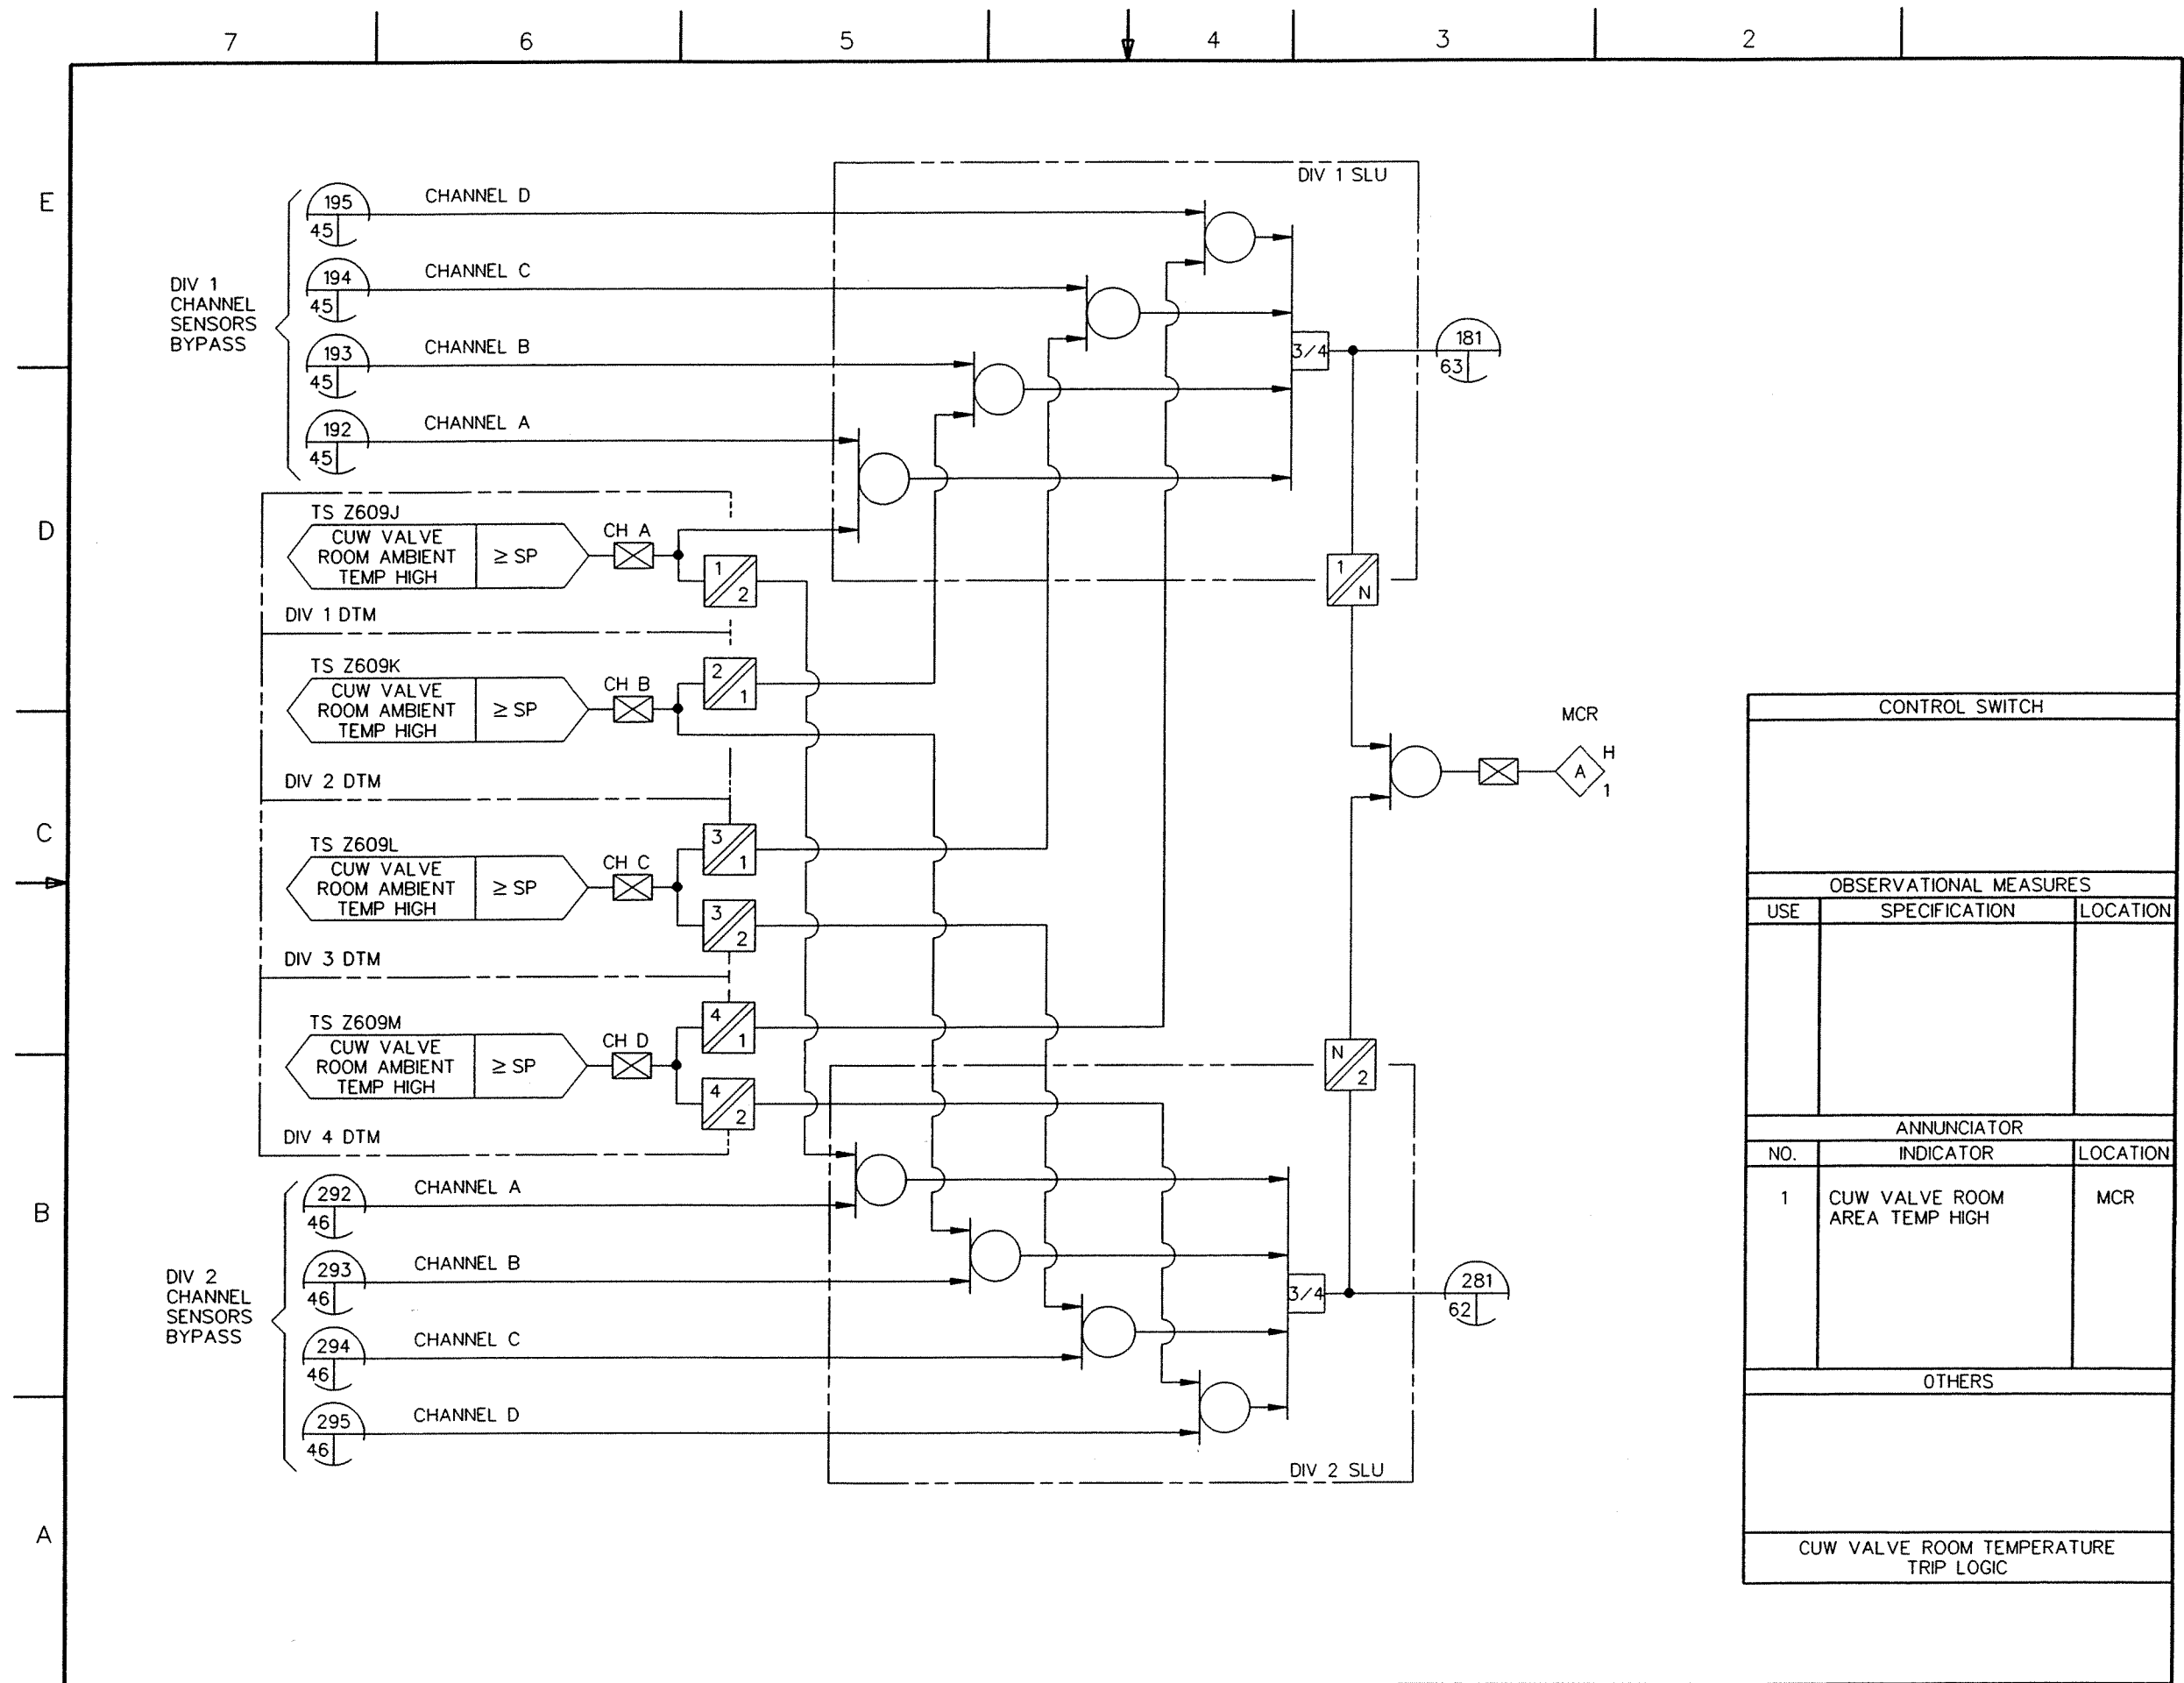 7 6 5 4 3 2
E
D
C
B
A
DIV 1
CHANNEL
SENSORS
BYPASS
195
45
CHANNEL D
194
45
CHANNEL C
193
45
CHANNEL B
192
45
CHANNEL A
DIV 1 SLU
3/4
181
63
TS Z609J
CUW VALVE
ROOM AMBIENT
TEMP HIGH
≥ SP
CH A
1
2
DIV 1 DTM
1
N
TS Z609K
CUW VALVE
ROOM AMBIENT
TEMP HIGH
≥ SP
CH B
2
1
DIV 2 DTM
MCR
A
H
1
TS Z609L
CUW VALVE
ROOM AMBIENT
TEMP HIGH
≥ SP
CH C
3
1
3
2
DIV 3 DTM
TS Z609M
CUW VALVE
ROOM AMBIENT
TEMP HIGH
≥ SP
CH D
4
1
4
2
DIV 4 DTM
N
2
DIV 2
CHANNEL
SENSORS
BYPASS
292
46
CHANNEL A
293
46
CHANNEL B
294
46
CHANNEL C
295
46
CHANNEL D
3/4
281
62
DIV 2 SLU
CONTROL SWITCH
OBSERVATIONAL MEASURES
USE SPECIFICATION LOCATION
ANNUNCIATOR
NO. INDICATOR LOCATION
1 CUW VALVE ROOM MCR
AREA TEMP HIGH
OTHERS
CUW VALVE ROOM TEMPERATURE
TRIP LOGIC